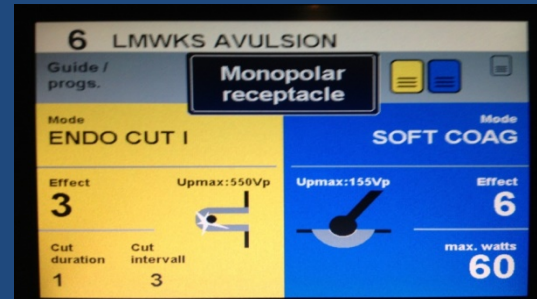 6 LMWKS AVULSION
Guide /
progs.
Monopolar
receptacle
Mode
ENDO CUT I
Mode
SOFT COAG
Effect
3
Upmax:550Vp
Upmax:155Vp
Effect
6
Cut
duration
1
Cut
intervall
3
max. watts
60